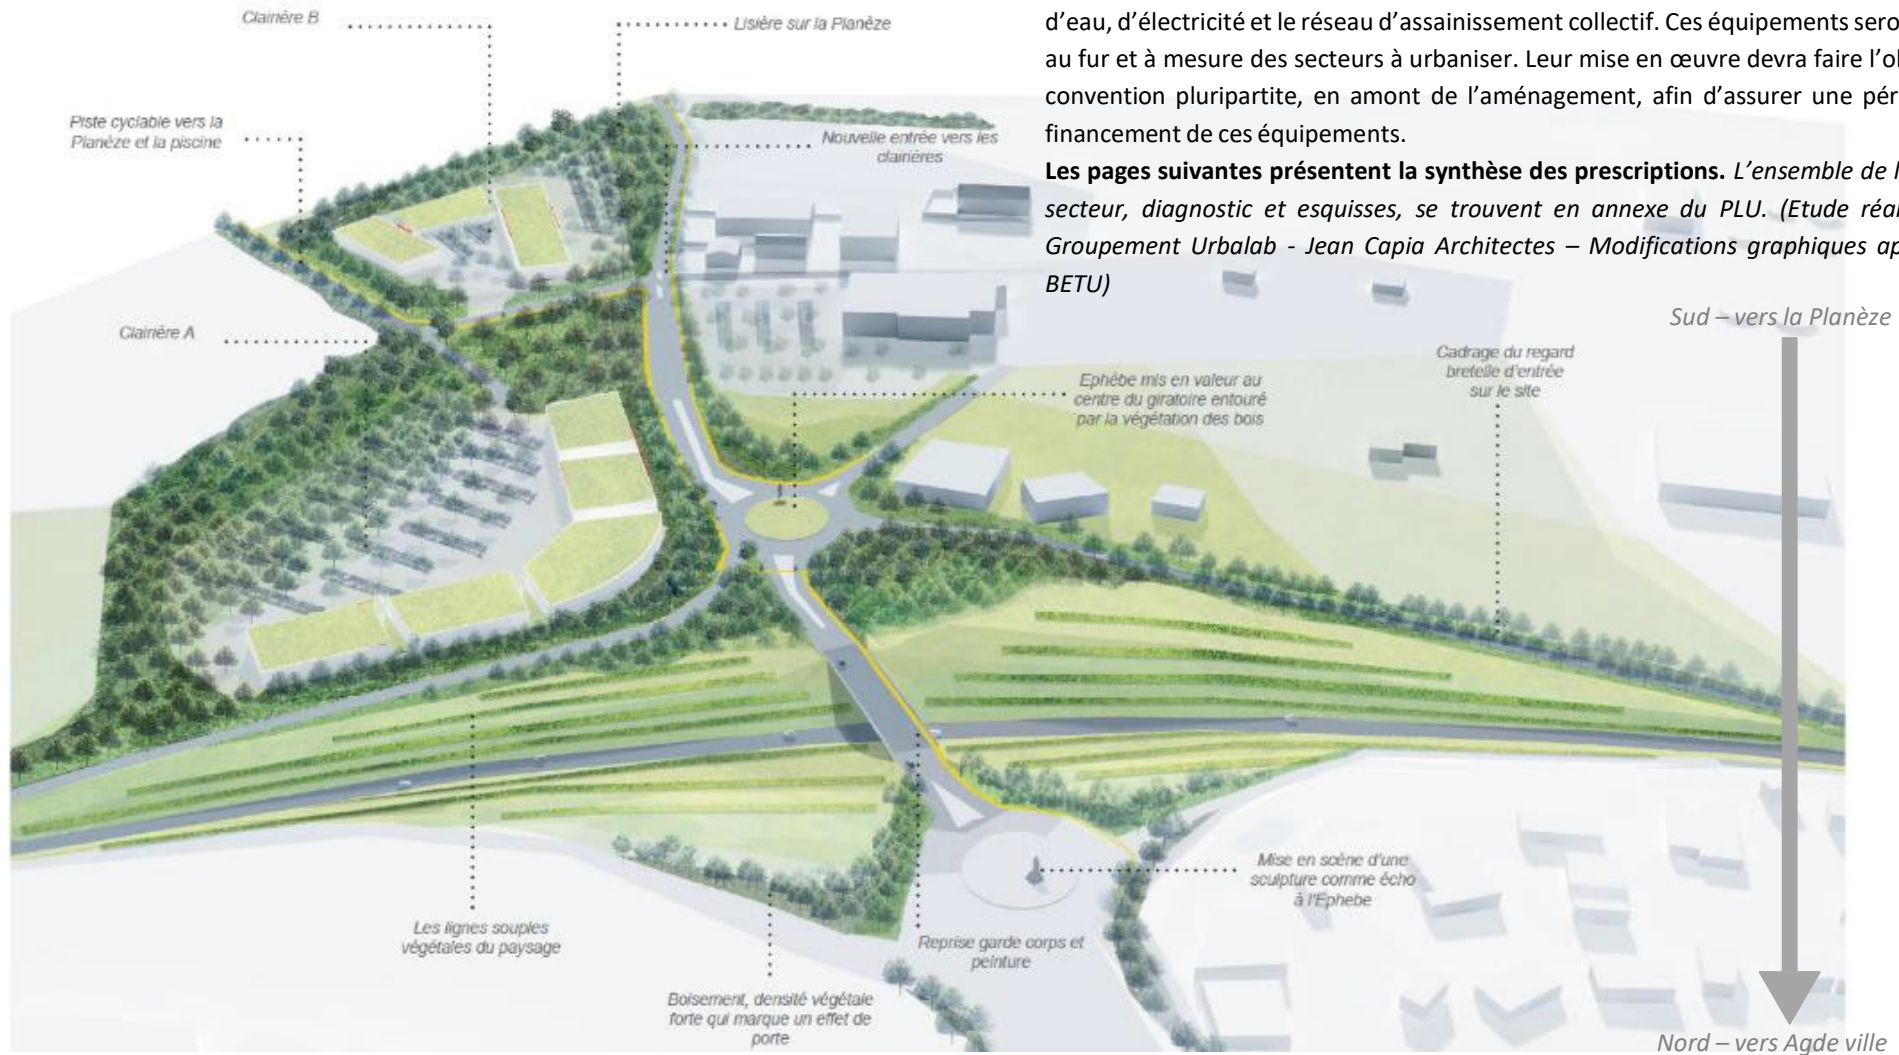 Clairière B
Lisière sur la Planèze
d'eau, d'électricité et le réseau d'assainissement collectif. Ces équipements
au fur et à mesure des secteurs à urbaniser. Leur mise en œuvre devra faire
convention pluripartite, en amont de l'aménagement, afin d'assurer une
financement de ces équipements.
Les pages suivantes présentent la synthèse des prescriptions. L'ensemble de
secteur, diagnostic et esquisses, se trouvent en annexe du PLU. (Etude
Groupement Urbalab - Jean Capia Architectes – Modifications graphiques
BETU)
Piste cyclable vers la
Planèze et la piscine
Nouvelle entrée vers les
clairières
Clairière A
Sud – vers la Planèze
Cadrage du regard
bretelle d'entrée
sur le site
Ephèbe mis en valeur au
centre du giratoire entouré
par la végétation des bois
Les lignes souples
végétales du paysage
Reprise garde corps et
peinture
Mise en scène d'une
sculpture comme écho
à l'Ephebe
Boisement, densité végétale
forte qui marque un effet de
porte
Nord – vers Agde ville